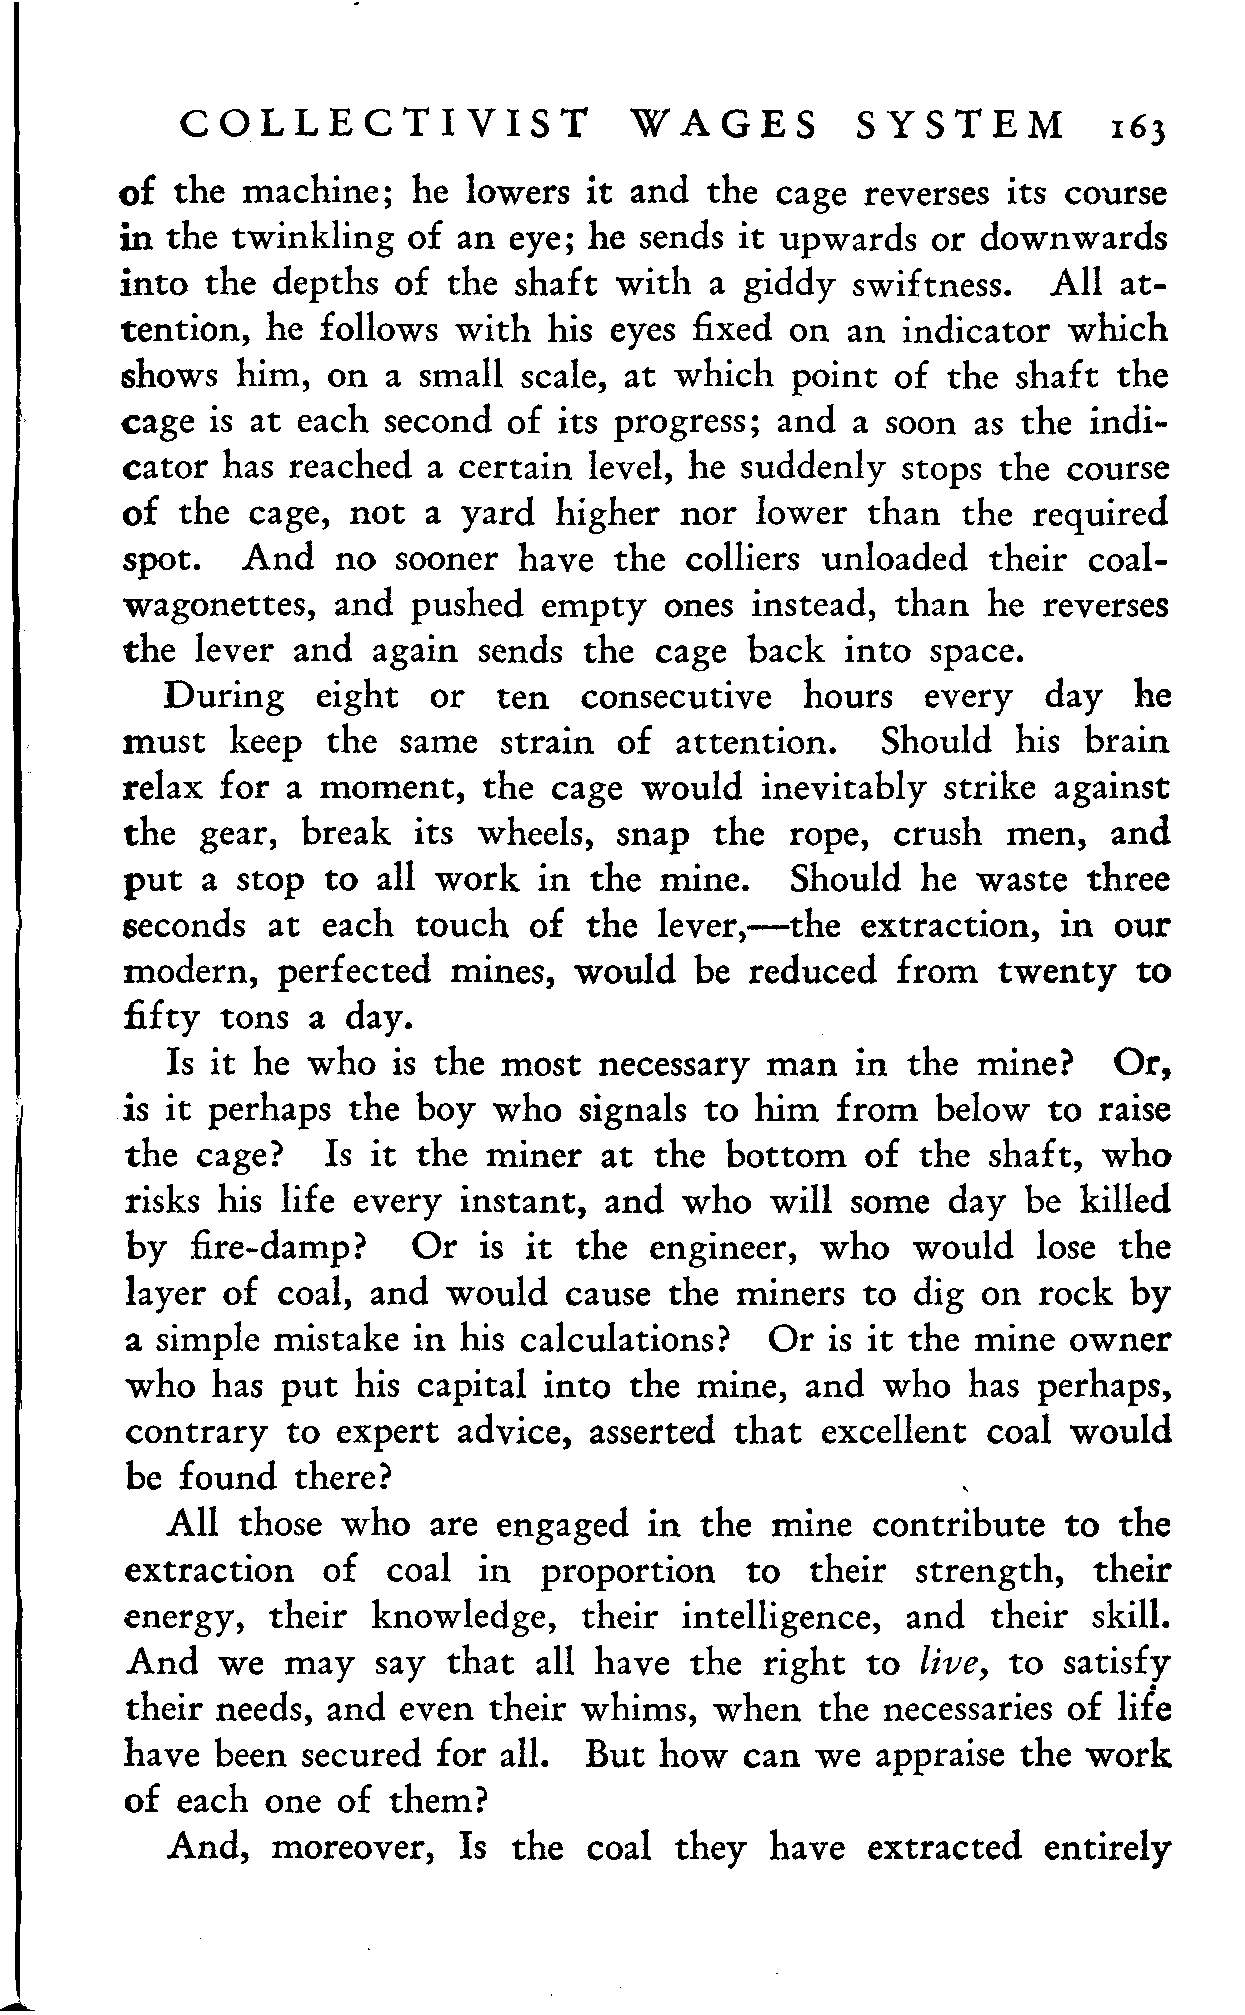 COLLECTIVIST WAGES SYSTEM 163
of the machine; he lowers it and the cage reverses its course
in the twinkling of an eye; he sends it upwards or downwards
into the depths of the shaft with a giddy swiftness. All at-
tention, he follows with his eyes fixed on an indicator which
shows him, on a small scale, at which point of the shaft the
cage is at each second of its progress; and a soon as the indi-
cator has reached a certain level, he suddenly stops the course
of the cage, not a yard higher nor lower than the required
spot. And no sooner have the colliers unloaded their coal-
wagonettes, and pushed empty ones instead, than he reverses
the lever and again sends the cage back into space.
During eight or ten consecutive hours every day he
must keep the same strain of attention. Should his brain
relax for a moment, the cage would inevitably strike against
the gear, break its wheels, snap the rope, crush men, and
put a stop to all work in the mine. Should he waste three
seconds at each touch of the lever,—the extraction, in our
modern, perfected mines, would be reduced from twenty to
fifty tons a day.
Is it he who is the most necessary man in the mine? Or,
is it perhaps the boy who signals to him from below to raise
the cage? Is it the miner at the bottom of the shaft, who
risks his life every instant, and who will some day be killed
by fire-damp? Or is it the engineer, who would lose the
layer of coal, and would cause the miners to dig on rock by
a simple mistake in his calculations? Or is it the mine owner
who has put his capital into the mine, and who has perhaps,
contrary to expert advice, asserted that excellent coal would
be found there?
All those who are engaged in the mine contribute to the
extraction of coal in proportion to their strength, their
energy, their knowledge, their intelligence, and their skill.
And we may say that all have the right to live, to satisfy
their needs, and even their whims, when the necessaries of life
have been secured for all. But how can we appraise the work
of each one of them?
And, moreover, Is the coal they have extracted entirely